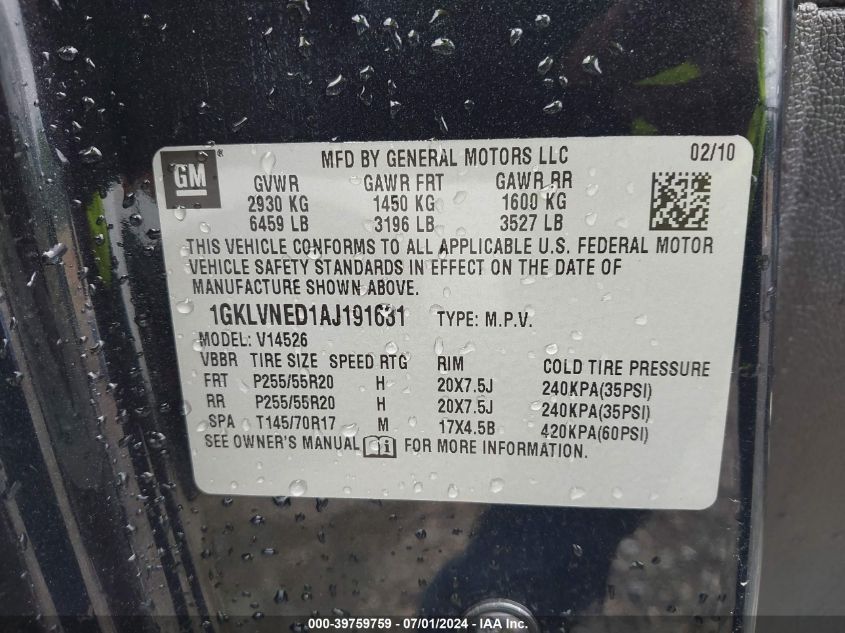 GM ® MFD BY GENERAL MOTORS LLC 02/10
GVWR GAWR FRT GAWR RR
2930 KG 1450 KG 1600 KG
6459 LB 3196 LB 3527 LB
THIS VEHICLE CONFORMS TO ALL APPLICABLE U.S. FEDERAL MOTOR
VEHICLE SAFETY STANDARDS IN EFFECT ON THE DATE OF
MANUFACTURE SHOWN ABOVE.
1GKLVNED1AJ191631 TYPE: M.P.V.
MODEL: V14526
VBBR TIRE SIZE SPEED RTG RIM COLD TIRE PRESSURE
FRT P255/55R20 H 20X7.5J 240KPA(35PSI)
RR P255/55R20 H 20X7.5J 240KPA(35PSI)
SPA T145/70R17 M 17X4.5B 420KPA(60PSI)
SEE OWNER'S MANUAL i FOR MORE INFORMATION.
000-39759759 - 07/01/2024 - IAA Inc.